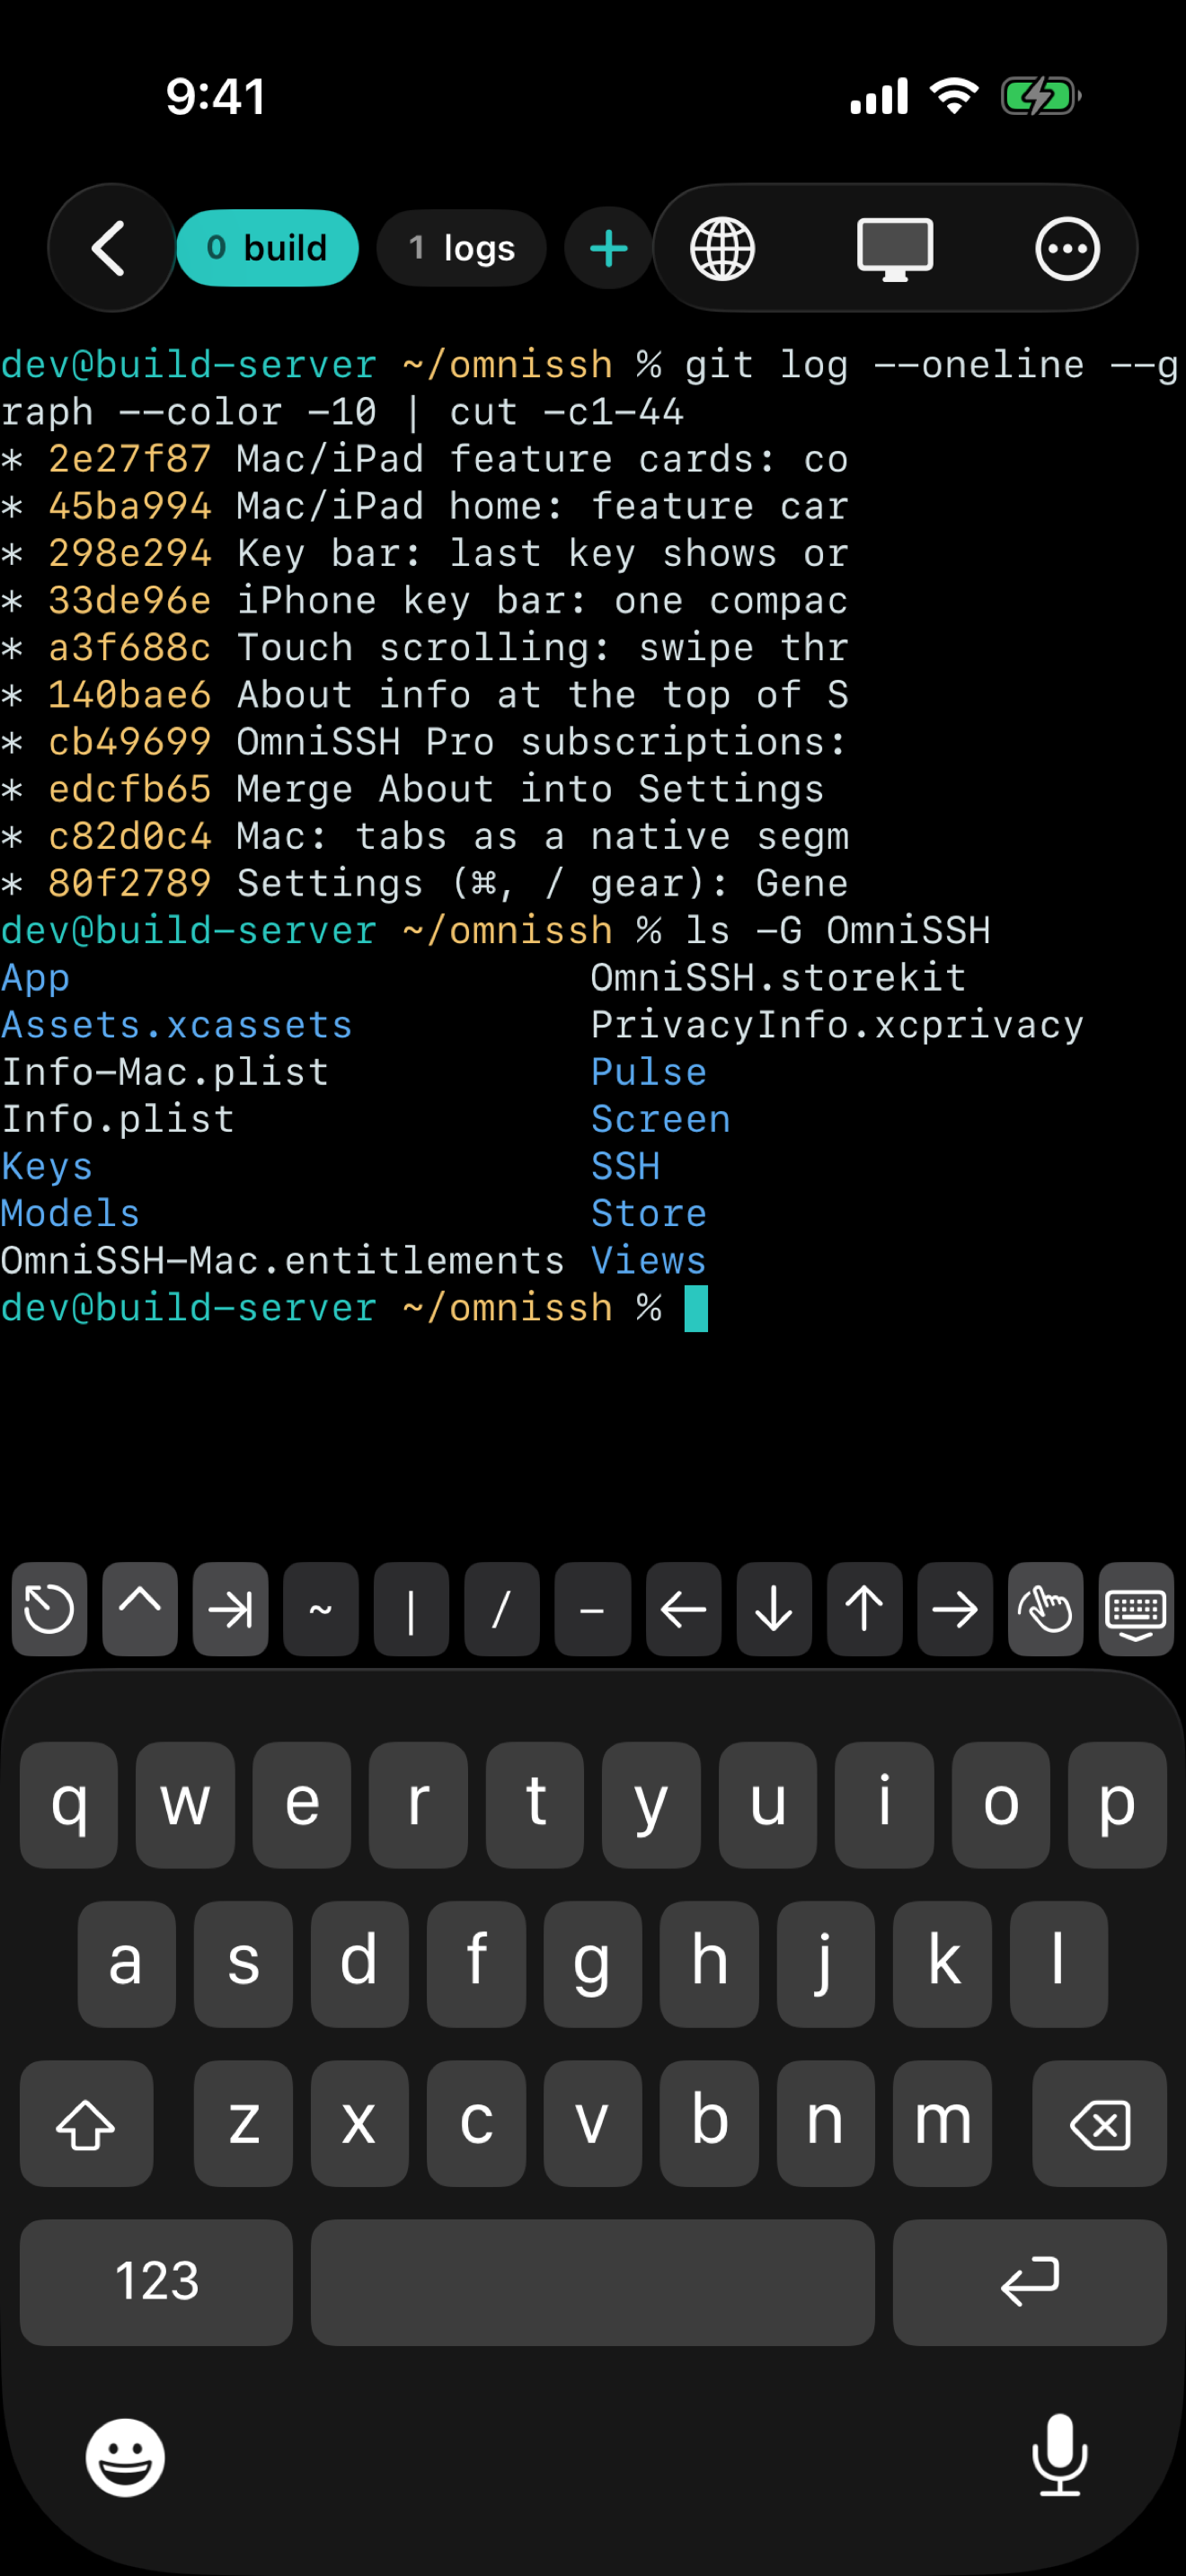 9:41
0 build 1 logs +
dev@build-server ~/omnissh % git log --oneline --g
raph --color -10 | cut -c1-44
* 2e27f87 Mac/iPad feature cards: co
* 45ba994 Mac/iPad home: feature car
* 298e294 Key bar: last key shows or
* 33de96e iPhone key bar: one compac
* a3f688c Touch scrolling: swipe thr
* 140bae6 About info at the top of S
* cb49699 OmniSSH Pro subscriptions:
* edcfb65 Merge About into Settings
* c82d0c4 Mac: tabs as a native segm
* 80f2789 Settings (⌘, / gear): Gene
dev@build-server ~/omnissh % ls -G OmniSSH
App OmniSSH.storekit
Assets.xcassets PrivacyInfo.xcprivacy
Info-Mac.plist Pulse
Info.plist Screen
Keys SSH
Models Store
OmniSSH-Mac.entitlements Views
dev@build-server ~/omnissh %
~ | / – ← ↓ ↑ →
q w e r t y u i o p
a s d f g h j k l
z x c v b n m
123